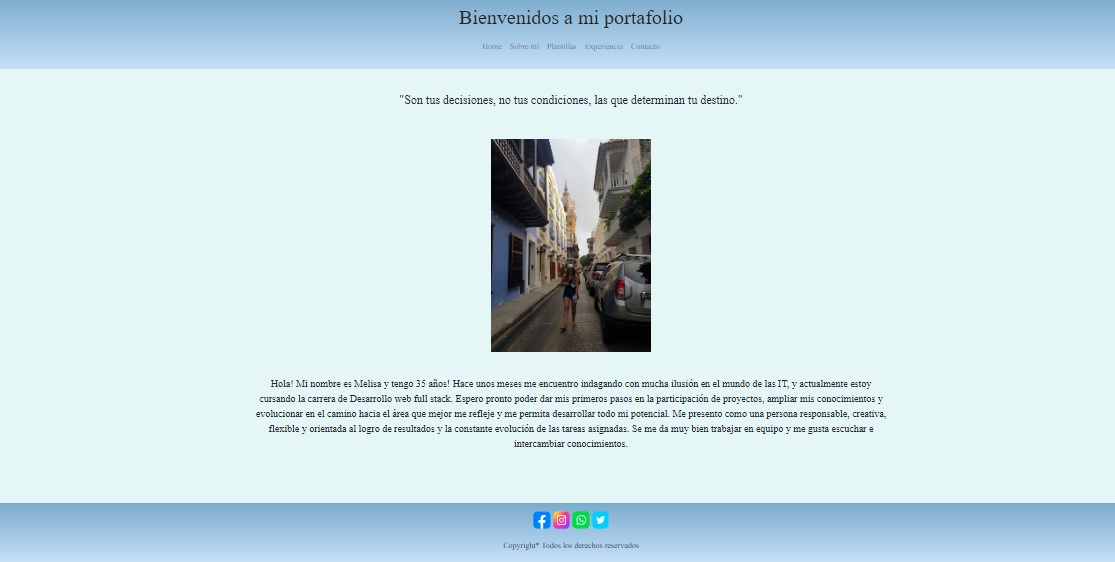 Bienvenidos a mi portafolio
Home Sobre mi Plantillas Experiencia Contacto
"Son tus decisiones, no tus condiciones, las que determinan tu destino."
Hola! Mi nombre es Melisa y tengo 35 años! Hace unos meses me encuentro indagando con mucha ilusión en el mundo de las IT, y actualmente estoy
cursando la carrera de Desarrollo web full stack. Espero pronto poder dar mis primeros pasos en la participación de proyectos, ampliar mis conocimientos y
evolucionar en el camino hacia el área que mejor me refleje y me permita desarrollar todo mi potencial. Me presento como una persona responsable, creativa,
flexible y orientada al logro de resultados y la constante evolución de las tareas asignadas. Se me da muy bien trabajar en equipo y me gusta escuchar e
intercambiar conocimientos.
Copyright* Todos los derechos reservados